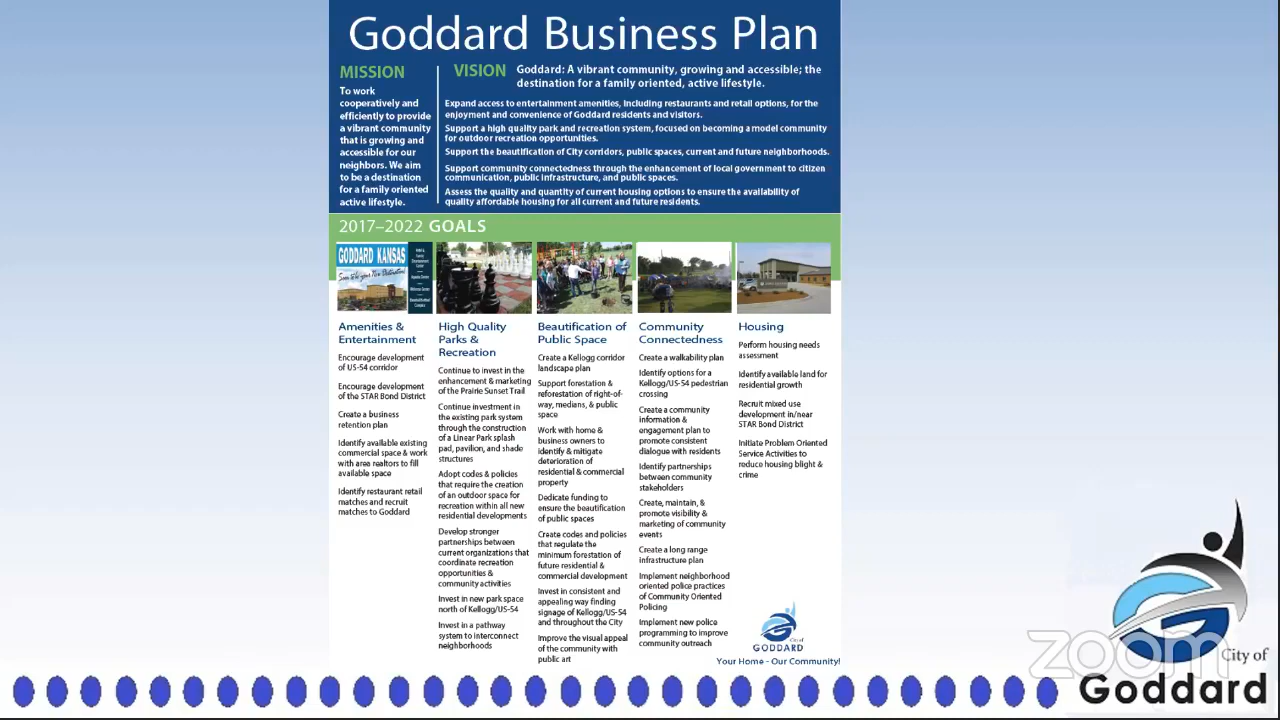 Goddard Business Plan
MISSION
To work
cooperatively and
efficiently to provide
a vibrant community
that is growing and
accessible for our
neighbors. We aim
to be a destination
for a family oriented
active lifestyle.
VISION
Goddard: A vibrant community, growing and accessible; the
destination for a family oriented, active lifestyle.
Expand access to entertainment amenities, including restaurants and retail options, for the
enjoyment and convenience of Goddard residents and visitors.
Support a high quality park and recreation system, focused on becoming a model community
for outdoor recreation opportunities.
Support the beautification of City corridors, public spaces, current and future neighborhoods.
Support community connectedness through the enhancement of local government to citizen
communication, public infrastructure, and public spaces.
Assess the quality and quantity of current housing options to ensure the availability of
quality affordable housing for all current and future residents.
2017–2022 GOALS
GODDARD KANSAS
Amenities &
Entertainment
Encourage development
of US-54 corridor
Encourage development
of the STAR Bond District
Create a business
retention plan
Identify available existing
commercial space & work
with area realtors to fill
available space
Identify restaurant retail
matches and recruit
matches to Goddard
High Quality
Parks &
Recreation
Continue to invest in the
enhancement & marketing
of the Prairie Sunset Trail
Continue investment in
the existing park system
through the construction
of a Linear Park splash
pad, pavilion, and shade
structures
Adopt codes & policies
that require the creation
of an outdoor space for
recreation within all new
residential developments
Develop stronger
partnerships between
current organizations that
coordinate recreation
opportunities &
community activities
Invest in new park space
north of Kellogg/US-54
Invest in a pathway
system to interconnect
neighborhoods
Beautification of
Public Space
Create a Kellogg corridor
landscape plan
Support forestation &
reforestation of right-of-
way, medians, & public
space
Work with home &
business owners to
identify & mitigate
deterioration of
residential & commercial
property
Dedicate funding to
ensure the beautification
of public spaces
Create codes and policies
that regulate the
minimum forestation of
future residential &
commercial development
Invest in consistent and
appealing way finding
signage of Kellogg/US-54
and throughout the City
Improve the visual appeal
of the community with
public art
Community
Connectedness
Create a walkability plan
Identify options for a
Kellogg/US-54 pedestrian
crossing
Create a community
information &
engagement plan to
promote consistent
dialogue with residents
Identify partnerships
between community
stakeholders
Create, maintain, &
promote visibility &
marketing of community
events
Create a long range
infrastructure plan
Implement neighborhood
oriented police practices
of Community Oriented
Policing
Implement new police
programming to improve
community outreach
Housing
Perform housing needs
assessment
Identify available land for
residential growth
Recruit mixed use
development in/near
STAR Bond District
Initiate Problem Oriented
Service Activities to
reduce housing blight &
crime
City of
GODDARD
Your Home - Our Community!
zoom
City of
Goddard